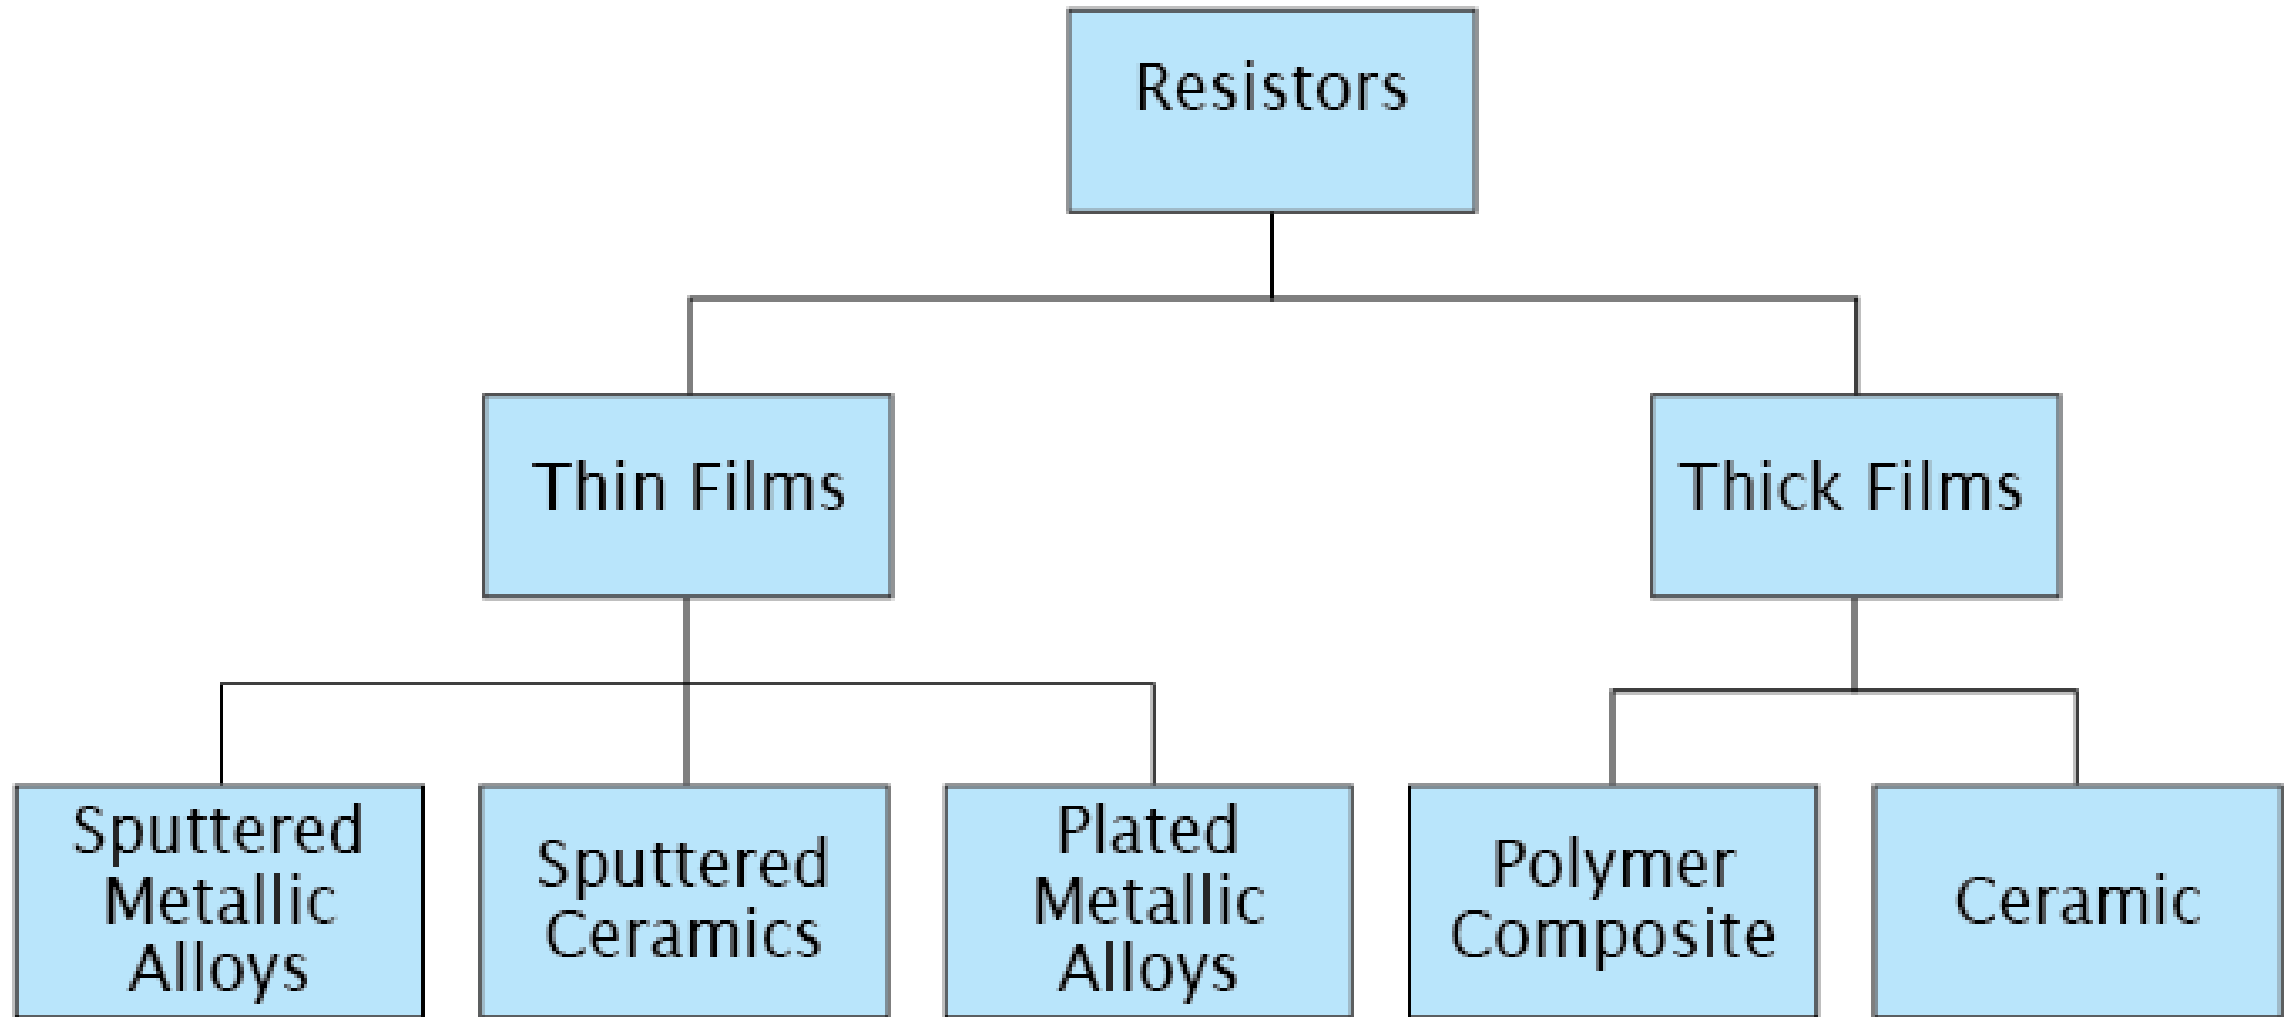 Resistors
Thin Films
Thick Films
Sputtered
Metallic
Alloys
Sputtered
Ceramics
Plated
Metallic
Alloys
Polymer
Composite
Ceramic